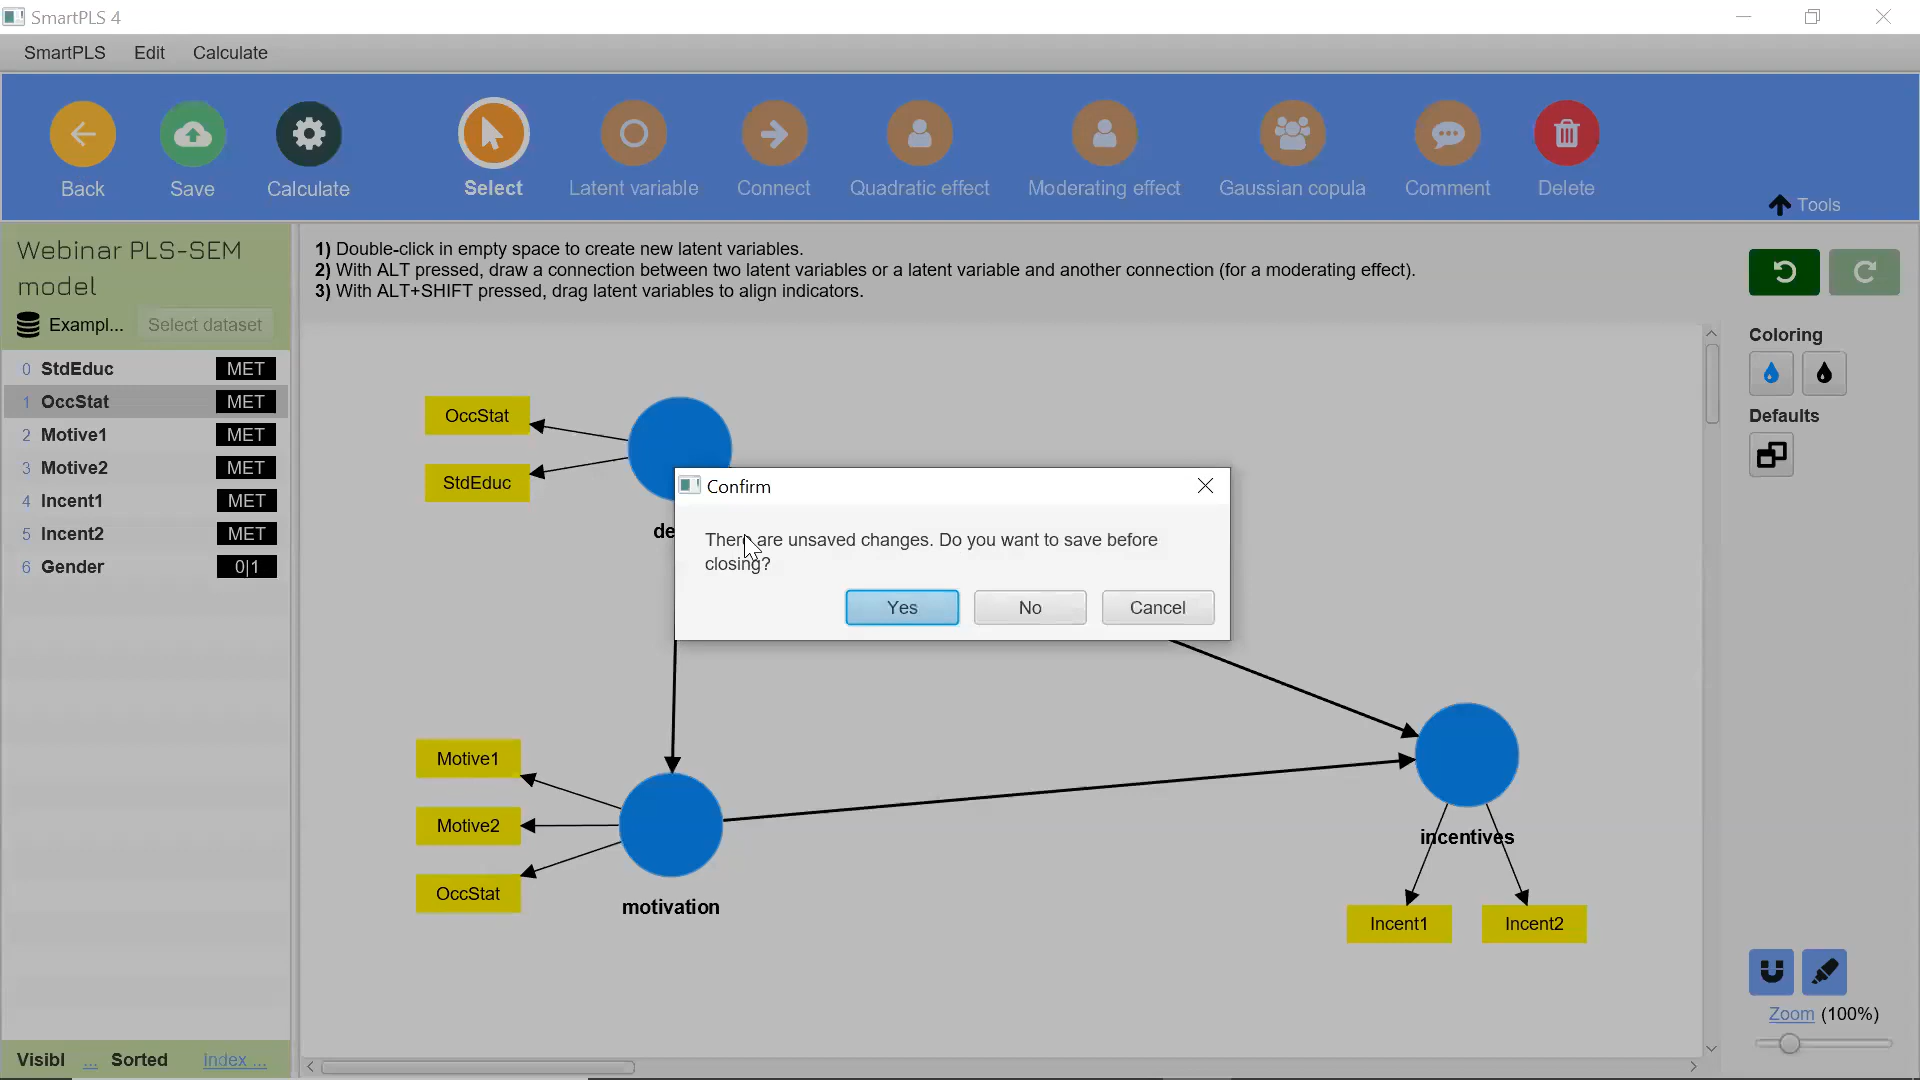 SmartPLS 4
SmartPLS Edit Calculate
Back Save Calculate Select Latent variable Connect Quadratic effect Moderating effect Gaussian copula Comment Delete
Tools
Webinar PLS-SEM
model
Exampl... Select dataset
0 StdEduc MET
1 OccStat MET
2 Motive1 MET
3 Motive2 MET
4 Incent1 MET
5 Incent2 MET
6 Gender 0|1
Visibl ... Sorted index ...
1) Double-click in empty space to create new latent variables.
2) With ALT pressed, draw a connection between two latent variables or a latent variable and another connection (for a moderating effect).
3) With ALT+SHIFT pressed, drag latent variables to align indicators.
OccStat
StdEduc
de
Confirm
There are unsaved changes. Do you want to save before
closing?
Yes No Cancel
Motive1
Motive2
OccStat
motivation
incentives
Incent1 Incent2
Coloring
Defaults
Zoom (100%)